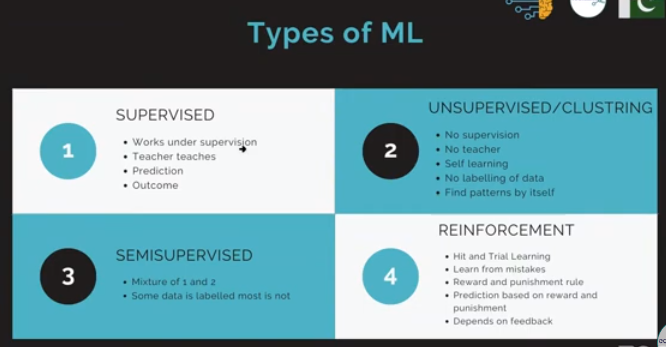 Types of ML
1
SUPERVISED
• Works under supervision
• Teacher teaches
• Prediction
• Outcome
2
UNSUPERVISED/CLUSTRING
• No supervision
• No teacher
• Self learning
• No labelling of data
• Find patterns by itself
3
SEMISUPERVISED
• Mixture of 1 and 2
• Some data is labelled most is not
4
REINFORCEMENT
• Hit and Trial Learning
• Learn from mistakes
• Reward and punishment rule
• Prediction based on reward and
punishment
• Depends on feedback